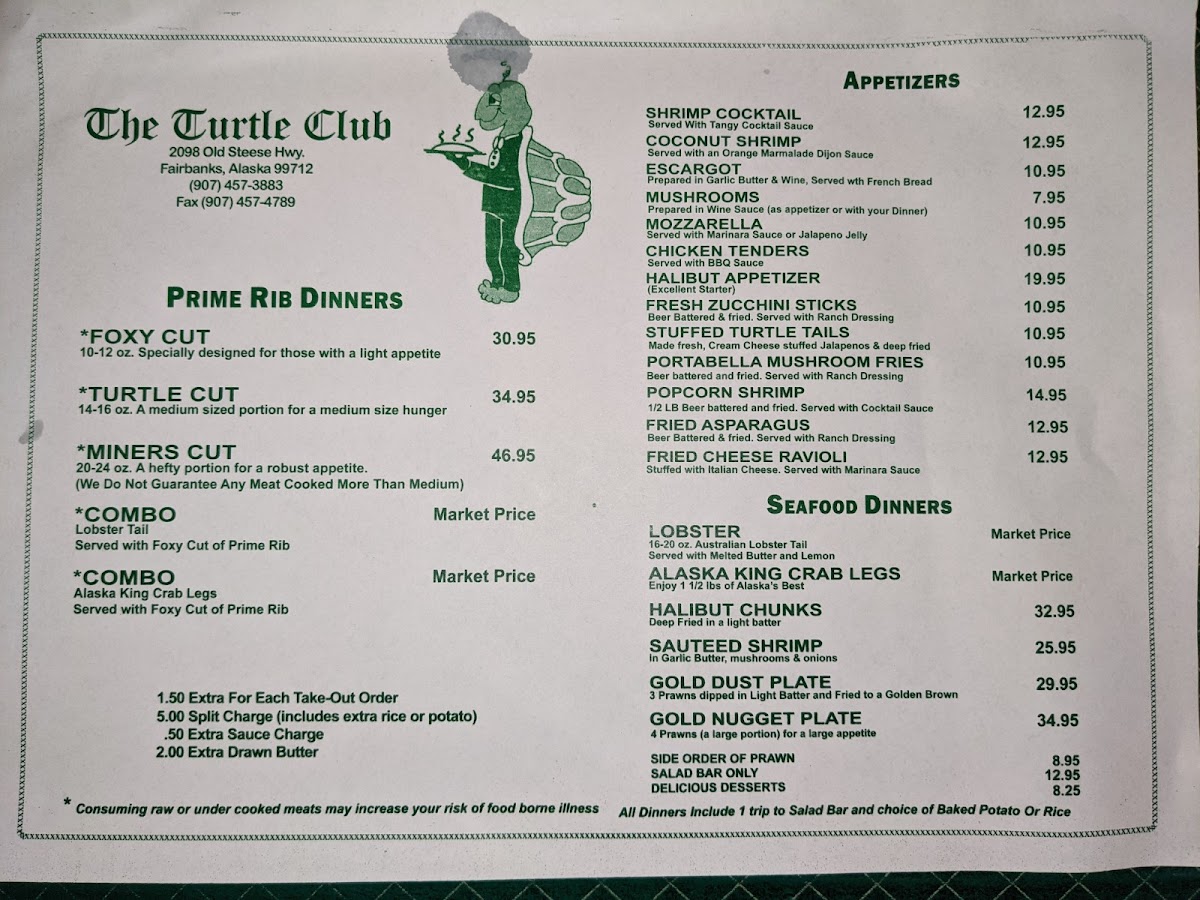 The Turtle Club
2098 Old Steese Hwy.
Fairbanks, Alaska 99712
(907) 457-3883
Fax (907) 457-4789
PRIME RIB DINNERS
*FOXY CUT 30.95
10-12 oz. Specially designed for those with a light appetite
*TURTLE CUT 34.95
14-16 oz. A medium sized portion for a medium size hunger
*MINERS CUT 46.95
20-24 oz. A hefty portion for a robust appetite.
(We Do Not Guarantee Any Meat Cooked More Than Medium)
*COMBO Market Price
Lobster Tail
Served with Foxy Cut of Prime Rib
*COMBO Market Price
Alaska King Crab Legs
Served with Foxy Cut of Prime Rib
1.50 Extra For Each Take-Out Order
5.00 Split Charge (includes extra rice or potato)
.50 Extra Sauce Charge
2.00 Extra Drawn Butter
* Consuming raw or under cooked meats may increase your risk of food borne illness
APPETIZERS
SHRIMP COCKTAIL 12.95
Served With Tangy Cocktail Sauce
COCONUT SHRIMP 12.95
Served with an Orange Marmalade Dijon Sauce
ESCARGOT 10.95
Prepared in Garlic Butter & Wine, Served wth French Bread
MUSHROOMS 7.95
Prepared in Wine Sauce (as appetizer or with your Dinner)
MOZZARELLA 10.95
Served with Marinara Sauce or Jalapeno Jelly
CHICKEN TENDERS 10.95
Served with BBQ Sauce
HALIBUT APPETIZER 19.95
(Excellent Starter)
FRESH ZUCCHINI STICKS 10.95
Beer Battered & fried. Served with Ranch Dressing
STUFFED TURTLE TAILS 10.95
Made fresh, Cream Cheese stuffed Jalapenos & deep fried
PORTABELLA MUSHROOM FRIES 10.95
Beer battered and fried. Served with Ranch Dressing
POPCORN SHRIMP 14.95
1/2 LB Beer battered and fried. Served with Cocktail Sauce
FRIED ASPARAGUS 12.95
Beer Battered & fried. Served with Ranch Dressing
FRIED CHEESE RAVIOLI 12.95
Stuffed with Italian Cheese. Served with Marinara Sauce
SEAFOOD DINNERS
LOBSTER Market Price
16-20 oz. Australian Lobster Tail
Served with Melted Butter and Lemon
ALASKA KING CRAB LEGS Market Price
Enjoy 1 1/2 lbs of Alaska's Best
HALIBUT CHUNKS 32.95
Deep Fried in a light batter
SAUTEED SHRIMP 25.95
In Garlic Butter, mushrooms & onions
GOLD DUST PLATE 29.95
3 Prawns dipped in Light Batter and Fried to a Golden Brown
GOLD NUGGET PLATE 34.95
4 Prawns (a large portion) for a large appetite
SIDE ORDER OF PRAWN 8.95
SALAD BAR ONLY 12.95
DELICIOUS DESSERTS 8.25
All Dinners Include 1 trip to Salad Bar and choice of Baked Potato Or Rice